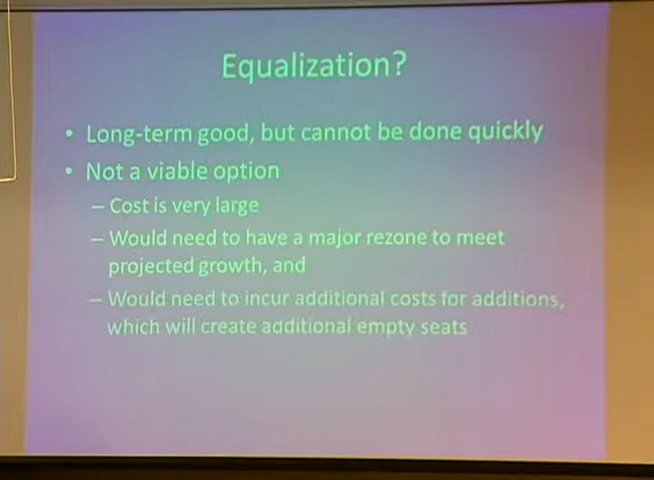 Equalization?
• Long-term good, but cannot be done quickly
• Not a viable option
– Cost is very large
– Would need to have a major rezone to meet
projected growth, and
– Would need to incur additional costs for additions,
which will create additional empty seats